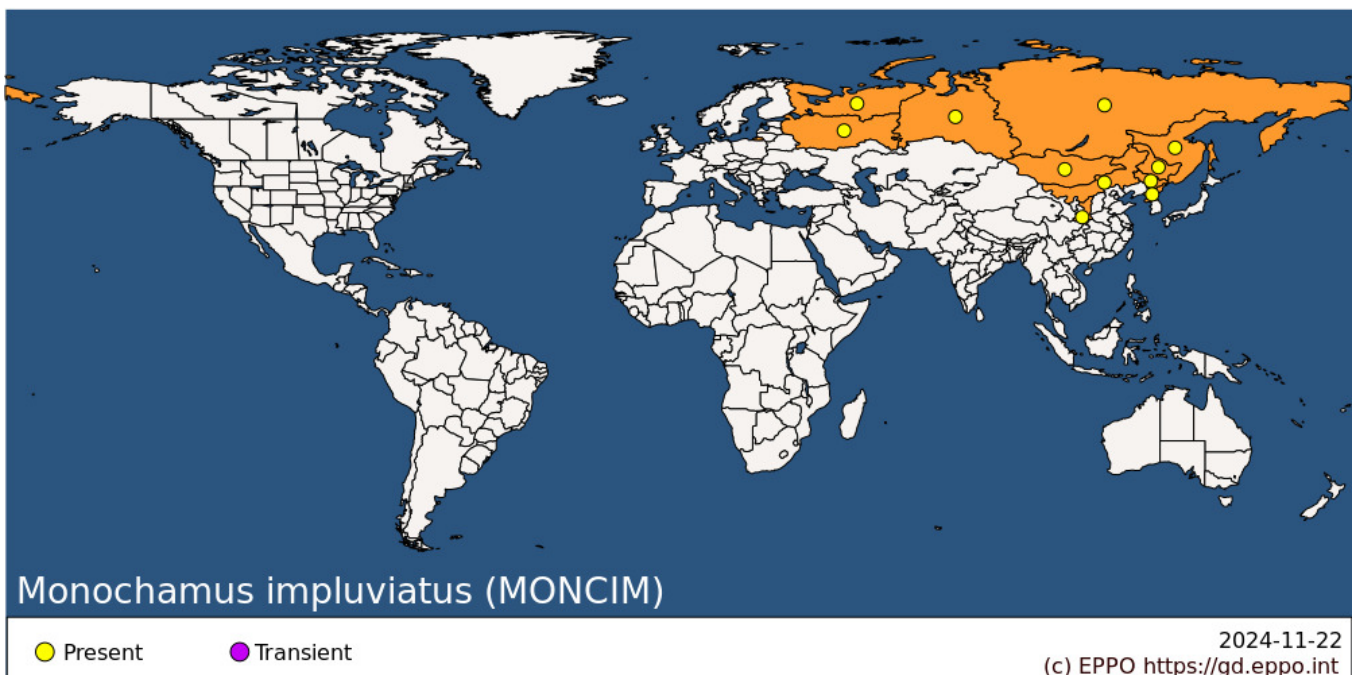 Monochamus impluviatus (MONCIM)
Present
Transient
2024-11-22
(c) EPPO https://gd.eppo.int